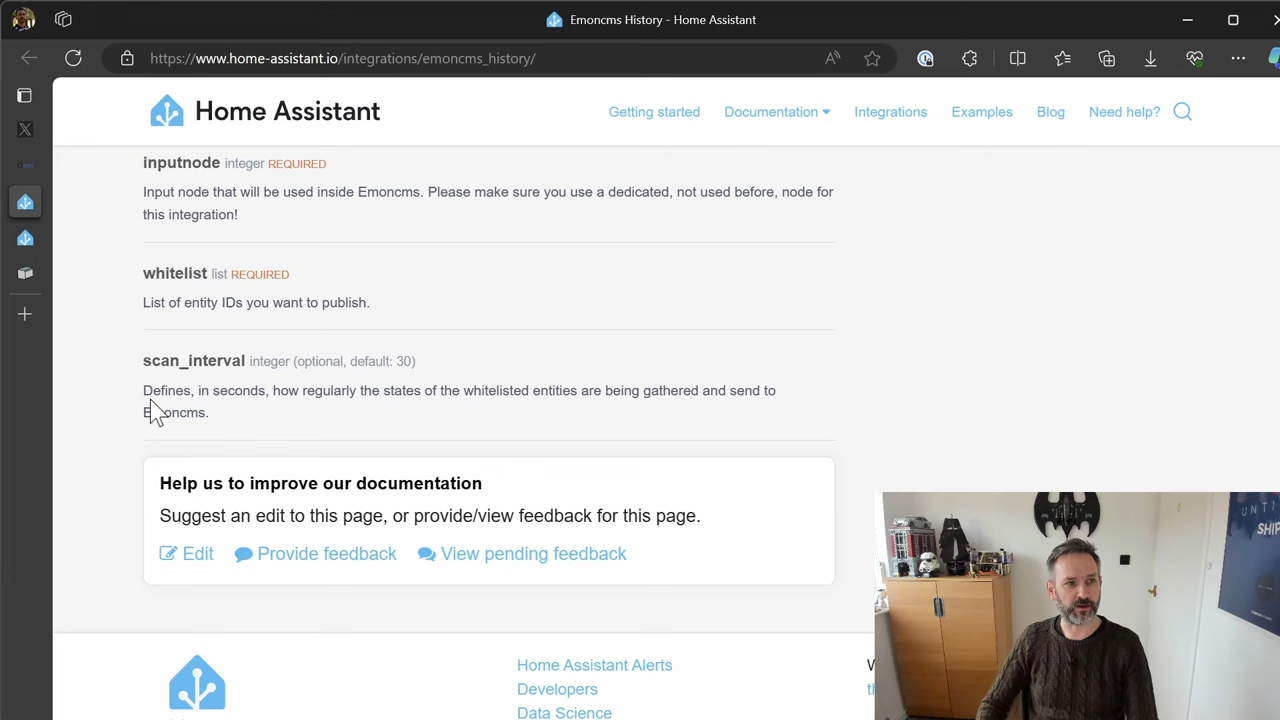 Emoncms History - Home Assistant
https://www.home-assistant.io/integrations/emoncms_history/
Home Assistant
Getting started Documentation Integrations Examples Blog Need help?
inputnode integer REQUIRED
Input node that will be used inside Emoncms. Please make sure you use a dedicated, not used before, node for
this integration!
whitelist list REQUIRED
List of entity IDs you want to publish.
scan_interval integer (optional, default: 30)
Defines, in seconds, how regularly the states of the whitelisted entities are being gathered and send to
Emoncms.
Help us to improve our documentation
Suggest an edit to this page, or provide/view feedback for this page.
Edit Provide feedback View pending feedback
UNTI
SHIP
Home Assistant Alerts
Developers
Data Science